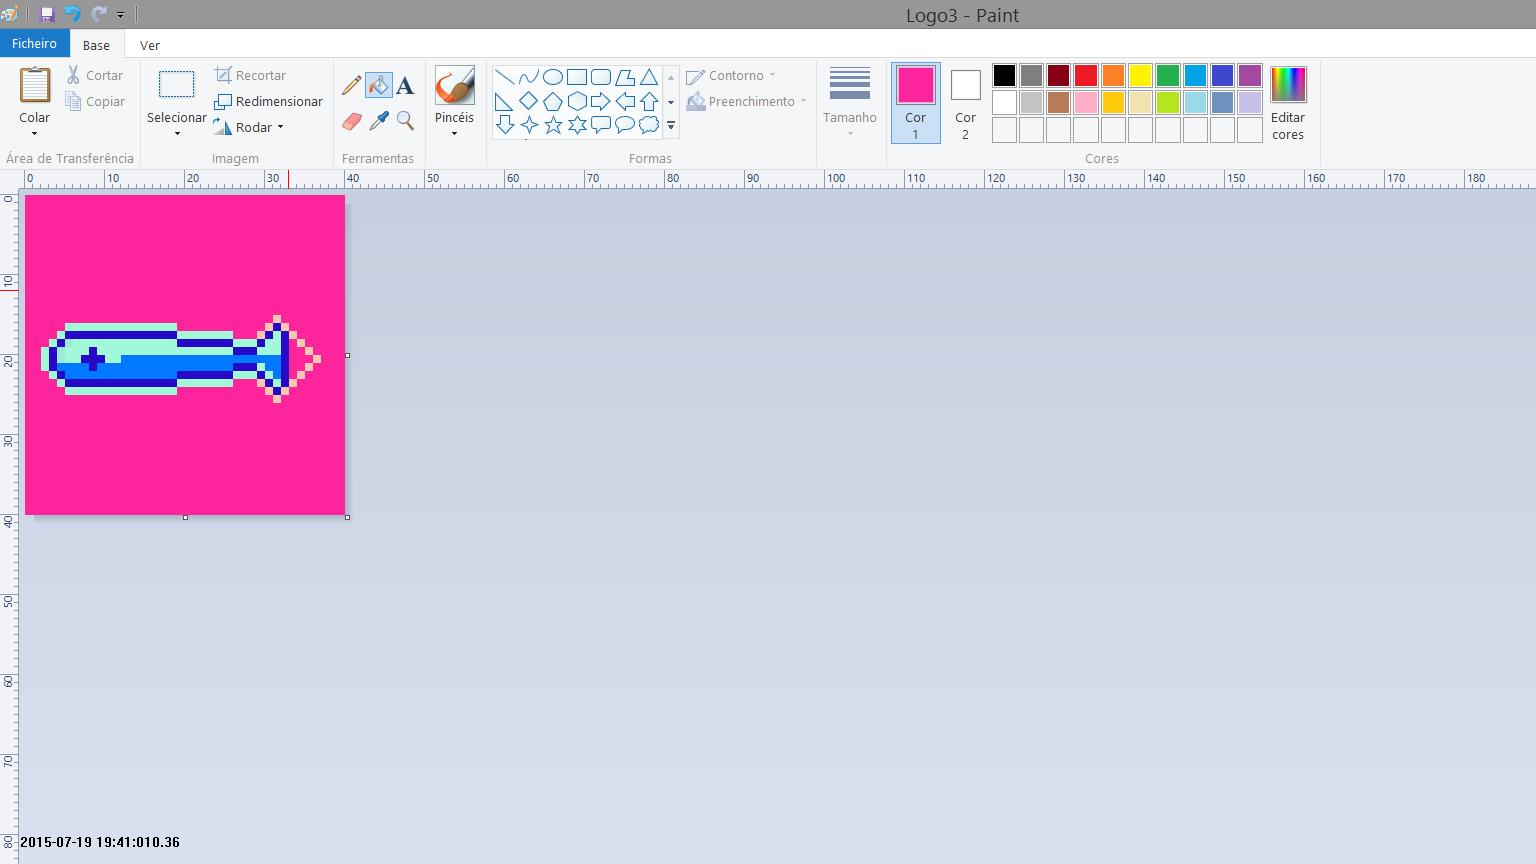 Logo3 - Paint
Ficheiro Base Ver
Colar
Cortar
Copiar
Área de Transferência
Selecionar
Recortar
Redimensionar
Rodar
Imagem
A
Ferramentas
Pincéis
Contorno
Preenchimento
Formas
Tamanho
Cor 1
Cor 2
Editar cores
Cores
0 10 20 30 40 50 60 70 80 90 100 110 120 130 140 150 160 170 180
0
10
20
30
40
50
60
70
80
2015-07-19 19:41:010.36